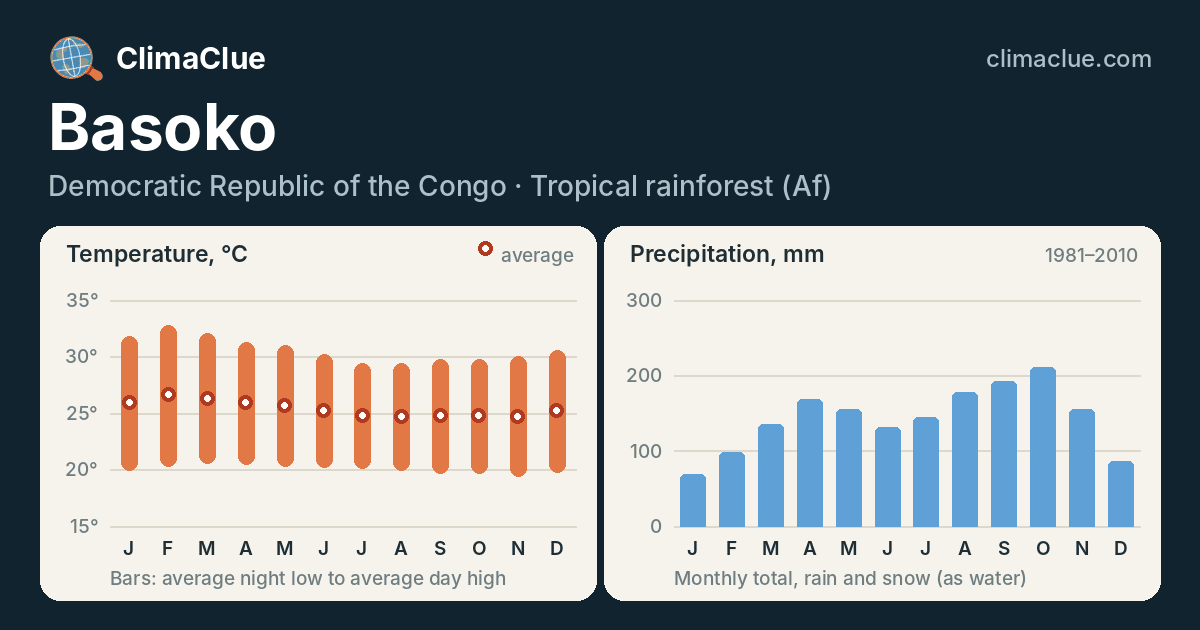 ClimaClue
climaclue.com
Basoko
Democratic Republic of the Congo · Tropical rainforest (Af)
Temperature, °C
average
35°
30°
25°
20°
15°
J F M A M J J A S O N D
Bars: average night low to average day high
Precipitation, mm
1981–2010
300
200
100
0
J F M A M J J A S O N D
Monthly total, rain and snow (as water)